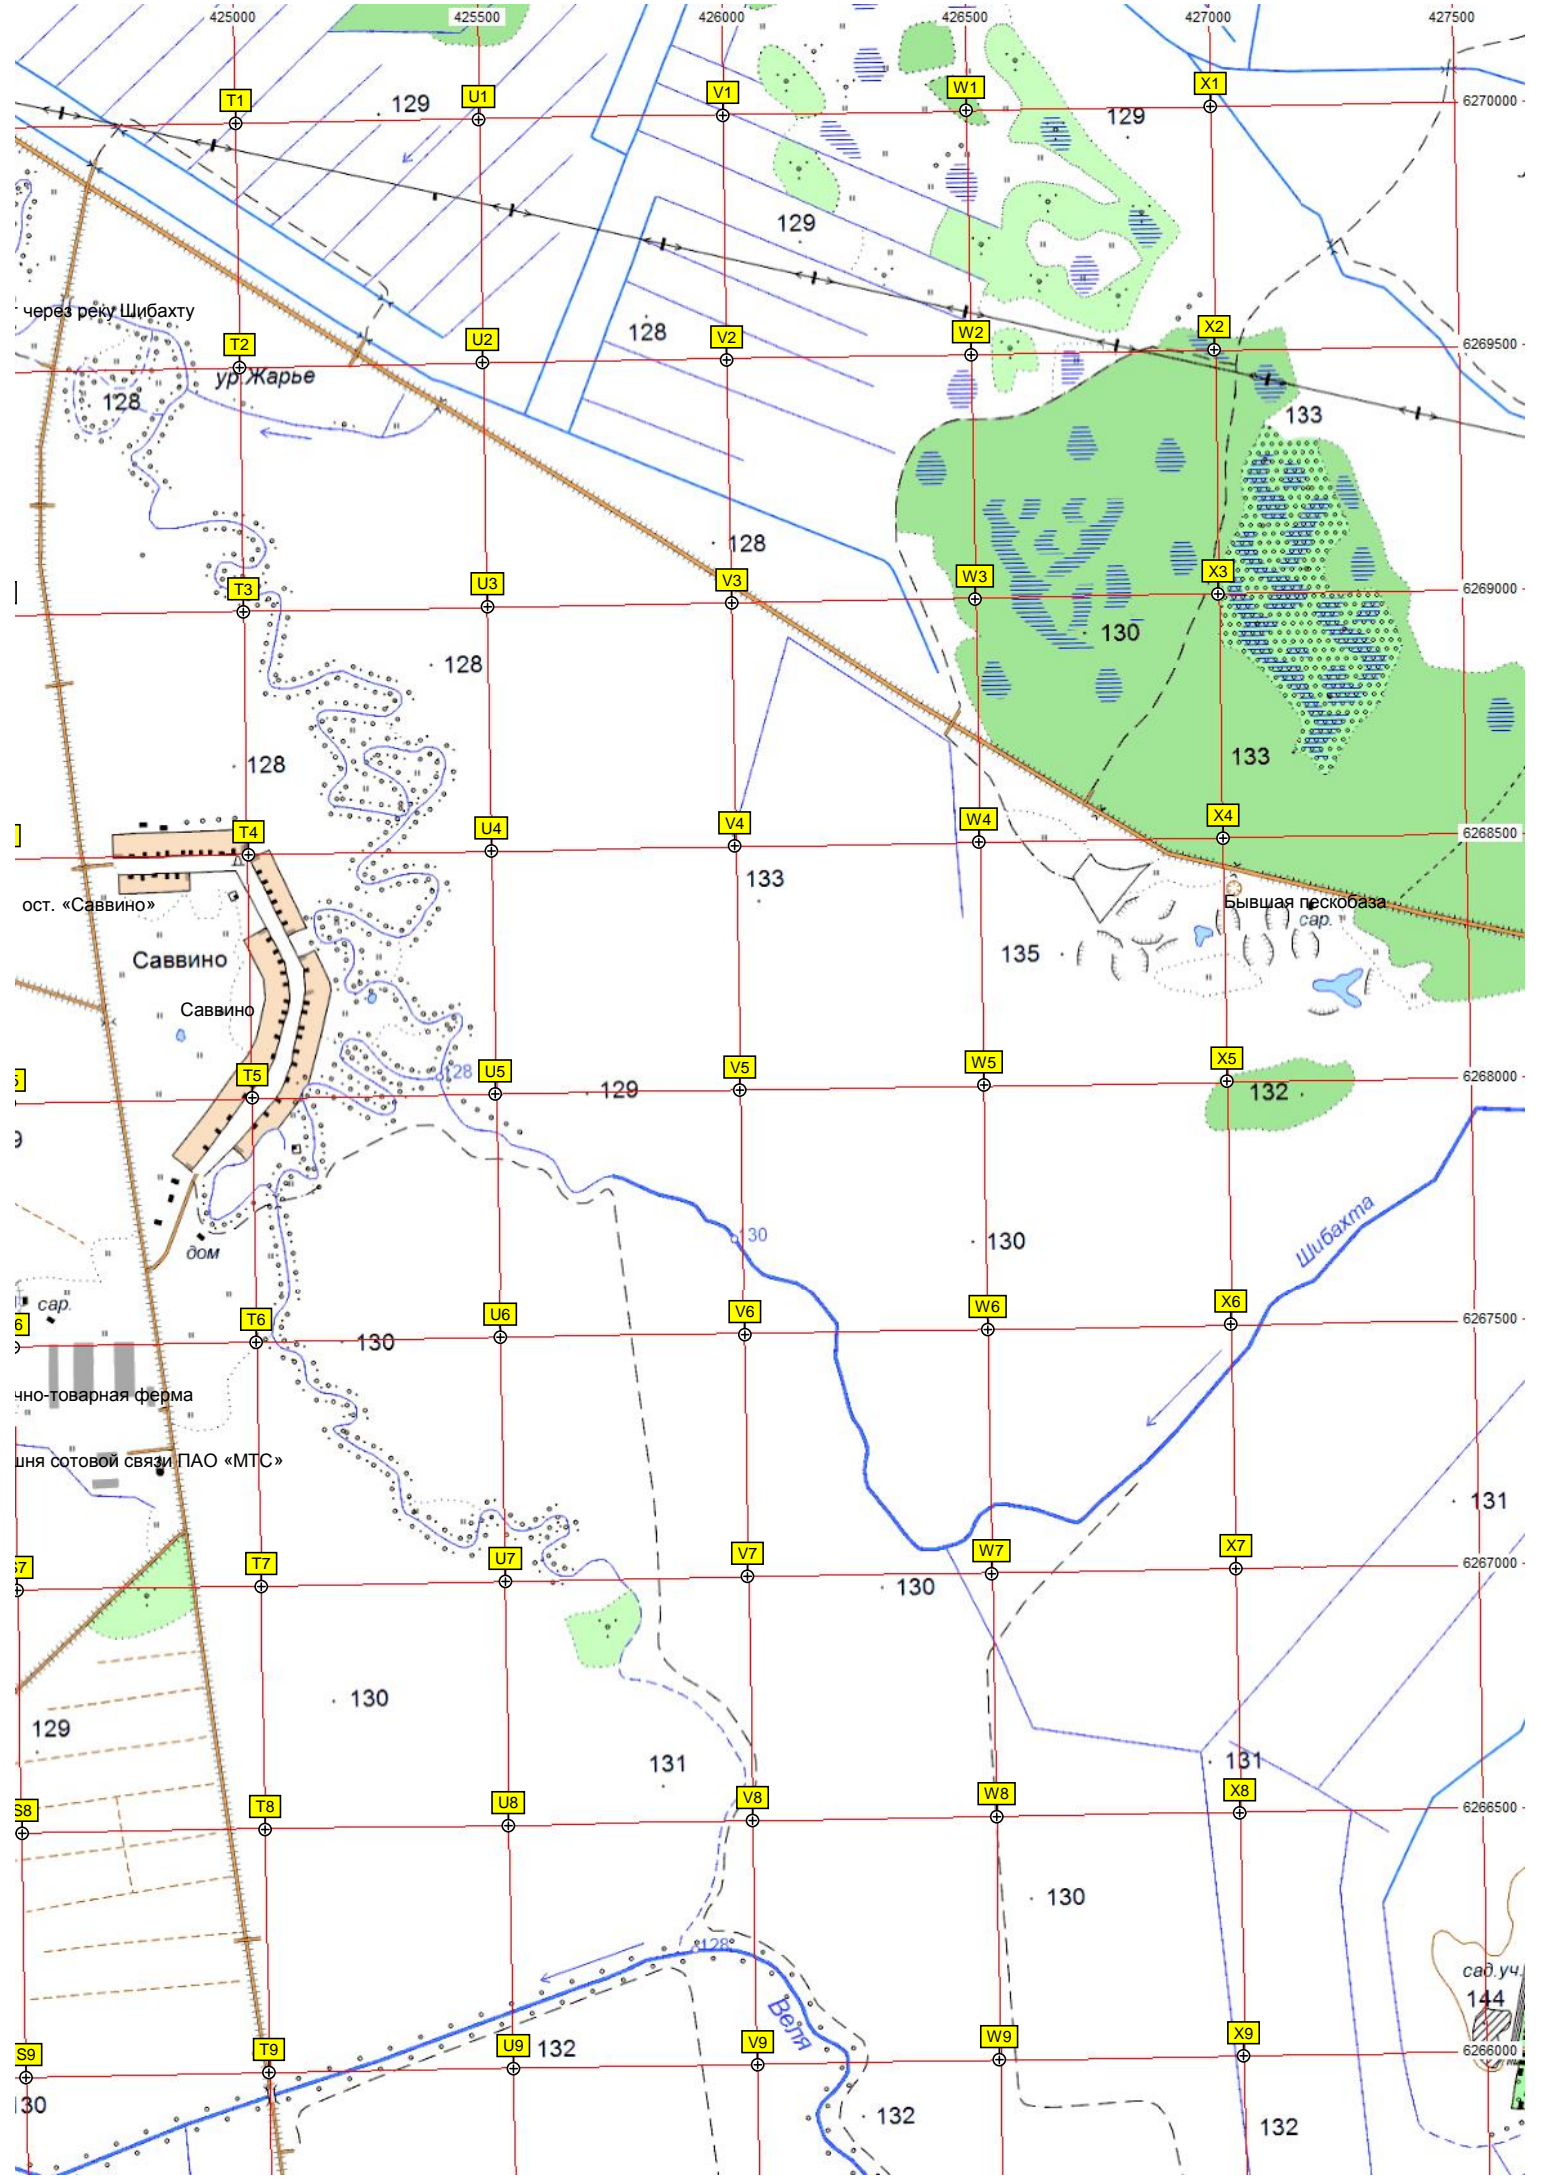 425000 425500 426000 426500 427000 427500
T1 U1 V1 W1 X1
129 129 6270000
129
через реку Шибахту
T2 U2 V2 W2 X2
128 6269500
ур.Жарье
128 133
128
T3 U3 V3 W3 X3
6269000
130
128
133
128
T4 U4 V4 W4 X4
6268500
133
ост. «Саввино»
Бывшая пескобаза
сар.
135
Саввино
Саввино
T5 U5 V5 W5 X5
128 129 132 6268000
9
Шибахта
130 130
дом
сар.
6 T6 U6 V6 W6 X6
130 6267500
чно-товарная ферма
шня сотовой связи ПАО «МТС»
131
T7 U7 V7 W7 X7
130 6267000
130
129
131 131
S8 T8 U8 V8 W8 X8
6266500
130
128
сад.уч.
144
Веля
S9 T9 U9 V9 W9 X9
132 6266000
130
132 132